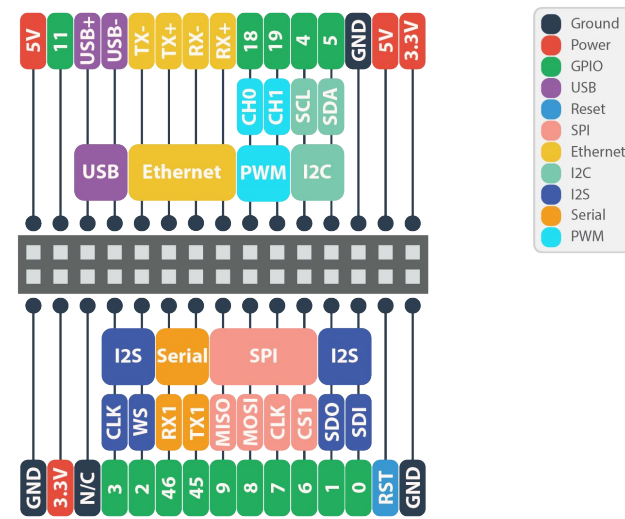 5V 11 USB+ USB- TX- TX+ RX- RX+ 18 19 4 5 GND 5V 3.3V
CH0 CH1 SCL SDA
USB Ethernet PWM I2C
I2S Serial SPI I2S
CLK WS RX1 TX1 MISO MOSI CLK CS1 SDO SDI
GND 3.3V N/C 3 2 46 45 9 8 7 6 1 0 RST GND
Ground
Power
GPIO
USB
Reset
SPI
Ethernet
I2C
I2S
Serial
PWM